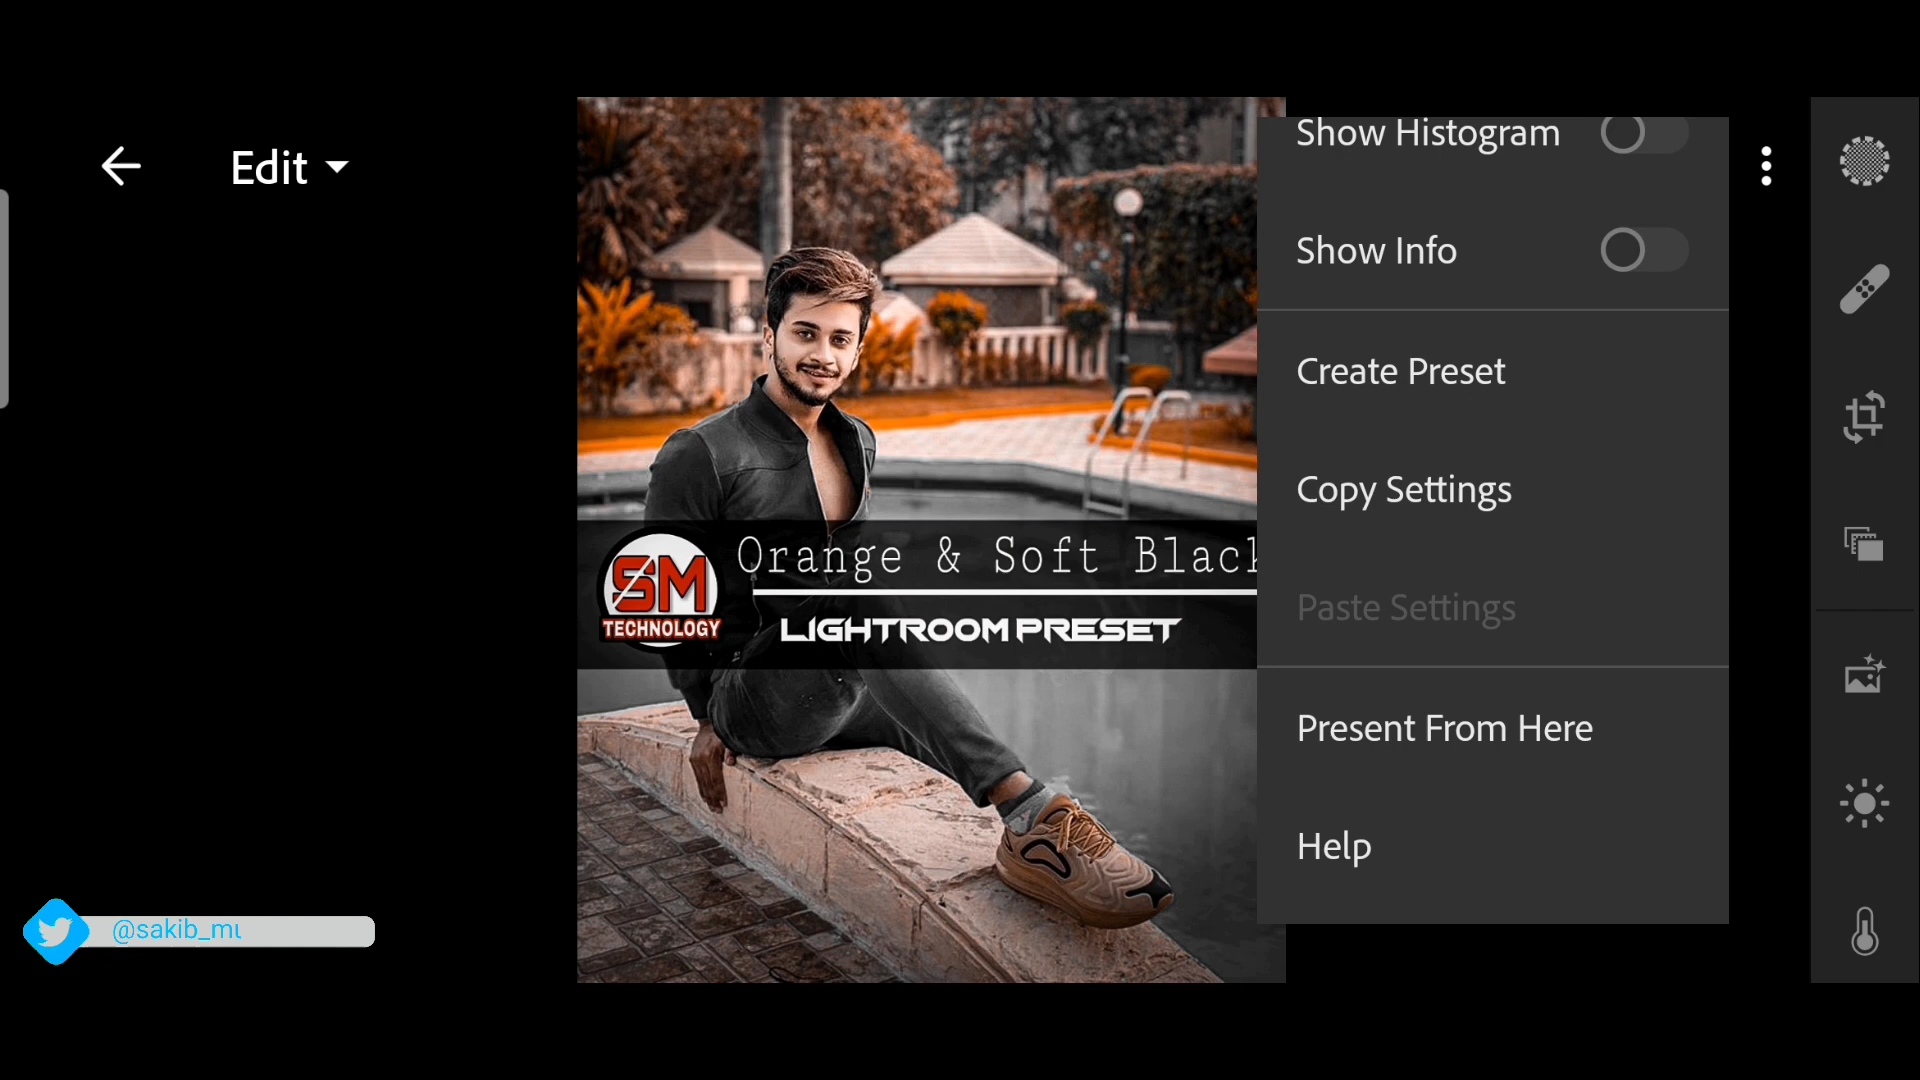 Edit
Show Histogram
Show Info
Create Preset
Copy Settings
Paste Settings
Present From Here
Help
Orange & Soft Black
LIGHTROOM PRESET
SM
TECHNOLOGY
@sakib_mu